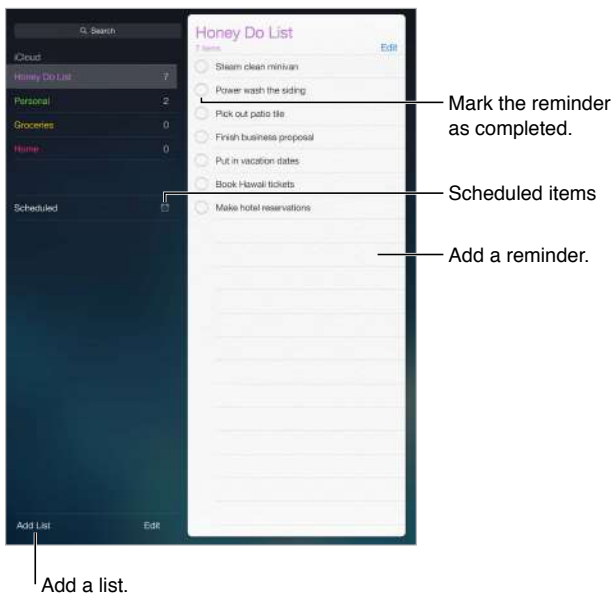 Search
iCloud
Honey Do List 7
Personal 2
Groceries 0
Home 0
Scheduled
Add List Edit
Honey Do List
7 items Edit
Steam clean minivan
Power wash the siding
Pick out patio tile
Finish business proposal
Put in vacation dates
Book Hawaii tickets
Make hotel reservations
Mark the reminder
as completed.
Scheduled items
Add a reminder.
Add a list.